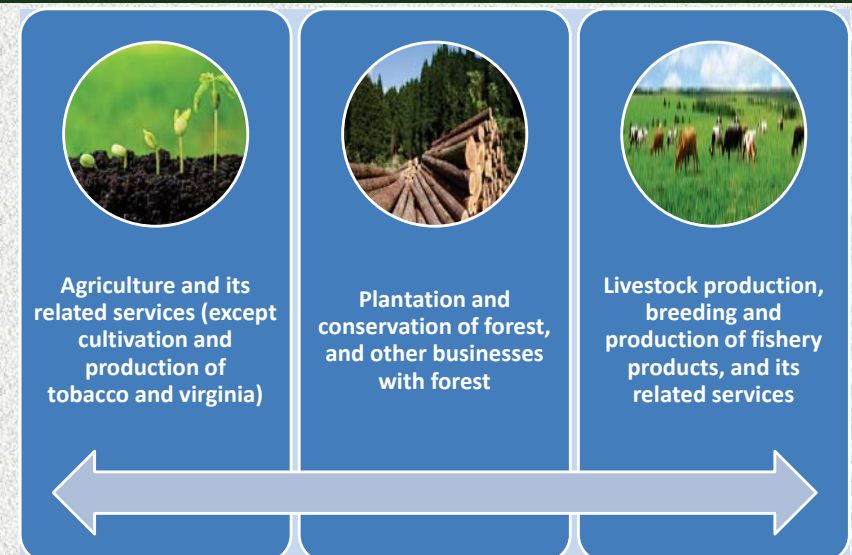 Agriculture and its
related services (except
cultivation and
production of
tobacco and virginia)
Plantation and
conservation of forest,
and other businesses
with forest
Livestock production,
breeding and
production of fishery
products, and its
related services